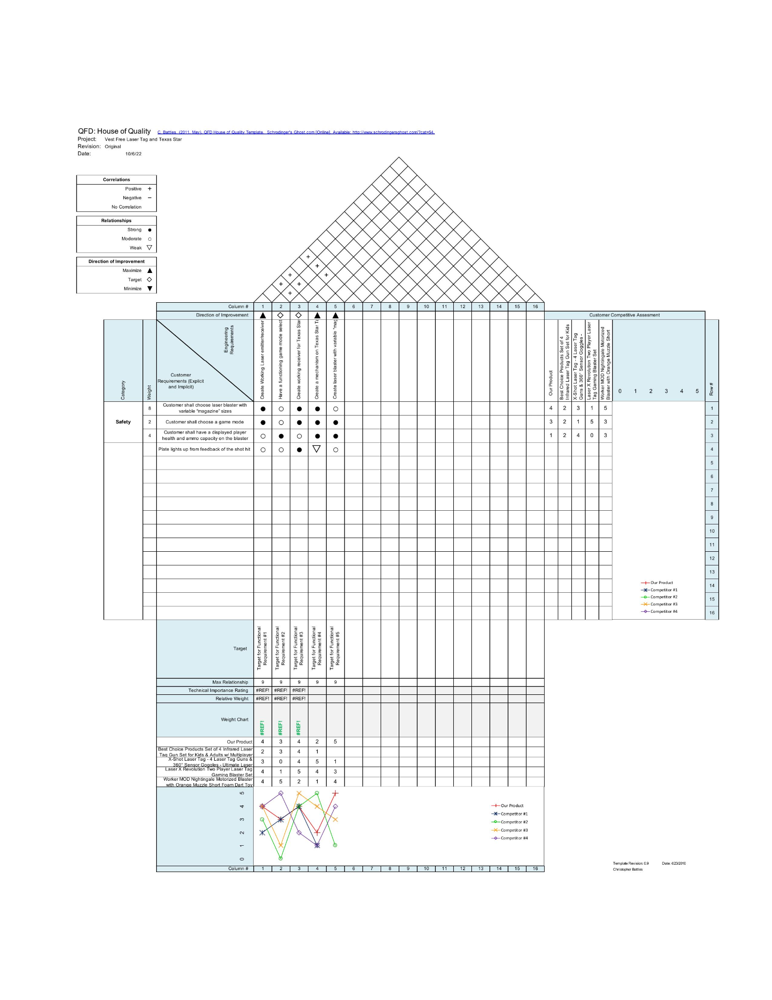 QFD: House of Quality C. Battles. (2011, May). QFD House of Quality Template. Schrodinger's Ghost.com [Online]. Available: http://www.schrodingersghost.com/?cat=54.
Project: Vest Free Laser Tag and Texas Star
Revision: Original
Date: 10/6/22
Correlations
Positive +
Negative −
No Correlation
Relationships
Strong ●
Moderate ○
Weak ▽
Direction of Improvement
Maximize ▲
Target ◇
Minimize ▼
+
+
+ +
+ +
+
Column # 1 2 3 4 5 6 7 8 9 10 11 12 13 14 15 16
Direction of Improvement ▲ ◇ ◇ ▲ ▲ Customer Competitive Assesment
Category
Weight
Customer
Requirements (Explicit
and Implicit)
Engineering
Requirements
Create Working Laser emitter/receiver
Have a functioning game mode select
Create working receiver for Texas Star
Create a mechanism on Texas Star Ta
Create laser blaster with variable "mag
Our Product
Best Choice Products Set of 4
Infrared Laser Tag Gun Set for Kids
X-Shot Laser Tag - 4 Laser Tag
Guns & 360° Sensor Goggles -
Laser X Revolution Two Player Laser
Tag Gaming Blaster Set
Worker MOD Nightingale Motorized
Blaster with Orange Muzzle Short
0 1 2 3 4 5
Row #
Safety
8 Customer shall choose laser blaster with
variable “magazine” sizes ● ○ ● ● ○ 4 2 3 1 5 1
2 Customer shall choose a game mode ● ○ ● ● ● 3 2 1 5 3 2
4 Customer shall have a displayed player
health and ammo capacity on the blaster ○ ● ○ ● ● 1 2 4 0 3 3
Plate lights up from feedback of the shot hit ○ ○ ● ▽ ○ 4
5
6
7
8
9
10
11
12
13
14
15
16
Our Product
Competitor #1
Competitor #2
Competitor #3
Competitor #4
Target
Target for Functional
Requirement #1
Target for Functional
Requirement #2
Target for Functional
Requirement #3
Target for Functional
Requirement #4
Target for Functional
Requirement #5
Max Relationship 9 9 9 9 9
Technical Importance Rating #REF! #REF! #REF!
Relative Weight #REF! #REF! #REF!
Weight Chart #REF! #REF! #REF!
Our Product 4 3 4 2 5
Best Choice Products Set of 4 Infrared Laser
Tag Gun Set for Kids & Adults w/ Multiplayer 2 3 4 1
X-Shot Laser Tag - 4 Laser Tag Guns &
360° Sensor Goggles - Ultimate Laser 3 0 4 5 1
Laser X Revolution Two Player Laser Tag
Gaming Blaster Set 4 1 5 4 3
Worker MOD Nightingale Motorized Blaster
with Orange Muzzle Short Foam Dart Toy 4 5 2 1 4
5
4
3
2
1
0
Our Product
Competitor #1
Competitor #2
Competitor #3
Competitor #4
Column # 1 2 3 4 5 6 7 8 9 10 11 12 13 14 15 16
Template Revision: 0.9 Date: 4/23/2010
Christopher Battles